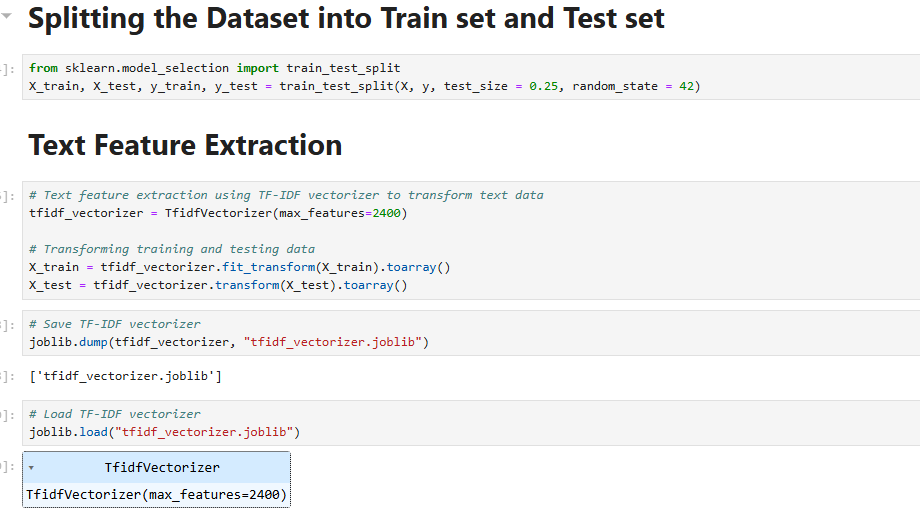 Splitting the Dataset into Train set and Test set
]:
from sklearn.model_selection import train_test_split
X_train, X_test, y_train, y_test = train_test_split(X, y, test_size = 0.25, random_state = 42)
Text Feature Extraction
]:
# Text feature extraction using TF-IDF vectorizer to transform text data
tfidf_vectorizer = TfidfVectorizer(max_features=2400)
# Transforming training and testing data
X_train = tfidf_vectorizer.fit_transform(X_train).toarray()
X_test = tfidf_vectorizer.transform(X_test).toarray()
]:
# Save TF-IDF vectorizer
joblib.dump(tfidf_vectorizer, "tfidf_vectorizer.joblib")
]:
['tfidf_vectorizer.joblib']
]:
# Load TF-IDF vectorizer
joblib.load("tfidf_vectorizer.joblib")
]:
TfidfVectorizer
TfidfVectorizer(max_features=2400)